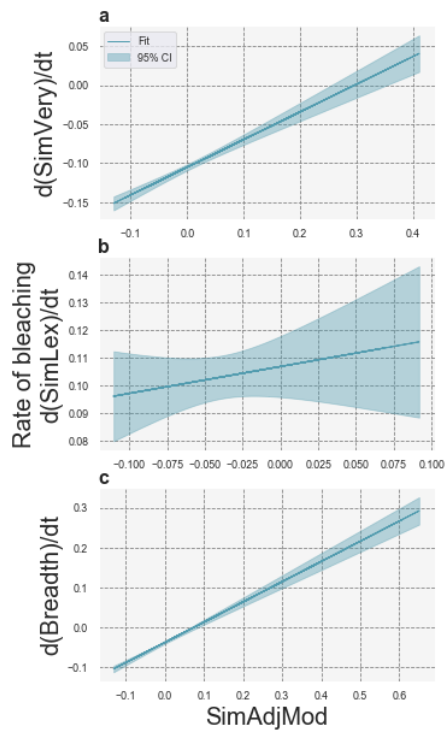 a
Fit
95% CI
0.05
0.00
−0.05
−0.10
−0.15
d(SimVery)/dt
−0.1 0.0 0.1 0.2 0.3 0.4
b
0.14
0.13
0.12
0.11
0.10
0.09
0.08
Rate of bleaching
d(SimLex)/dt
−0.100 −0.075 −0.050 −0.025 0.000 0.025 0.050 0.075 0.100
c
0.3
0.2
0.1
0.0
−0.1
d(Breadth)/dt
−0.1 0.0 0.1 0.2 0.3 0.4 0.5 0.6
SimAdjMod